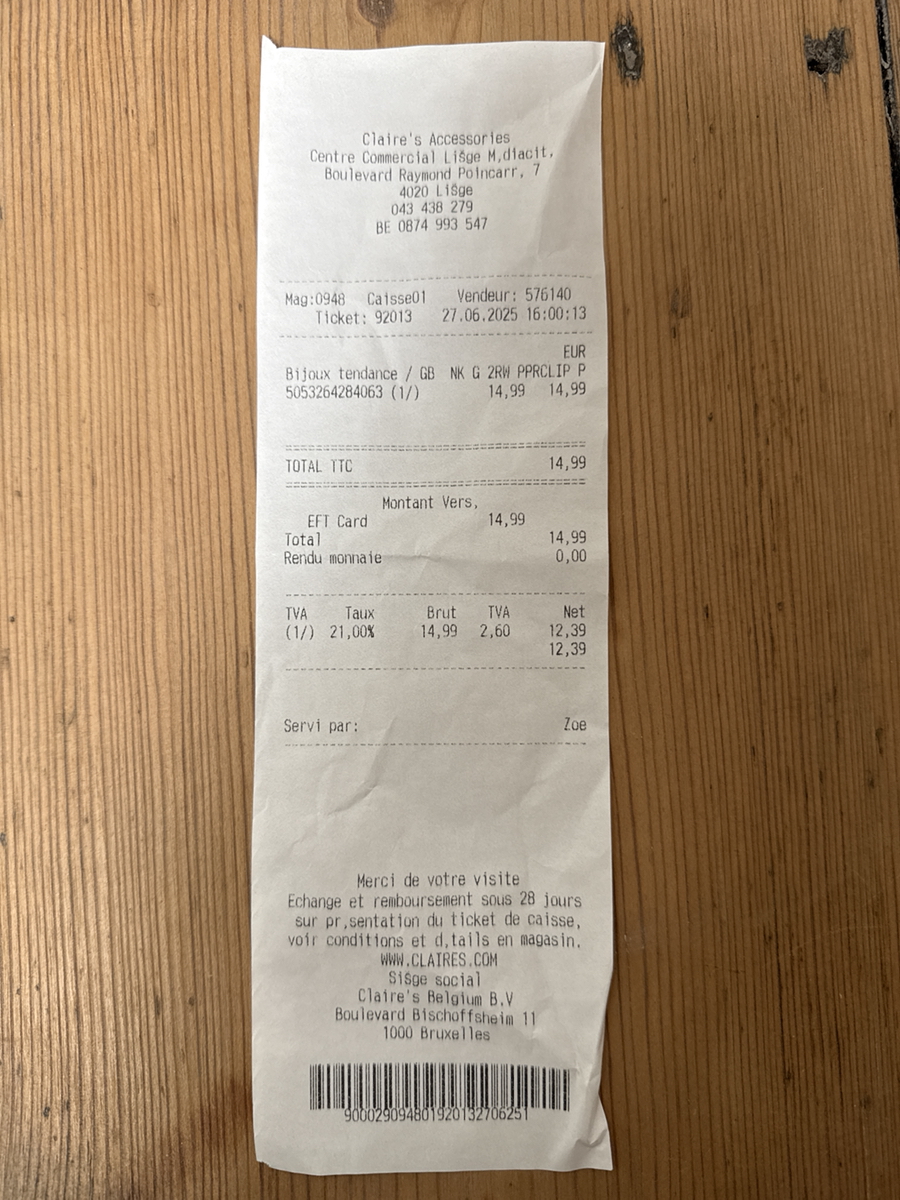 Claire's Accessories
Centre Commercial LiŠge M,diacit,
Boulevard Raymond Poincarr, 7
4020 LiŠge
043 438 279
BE 0874 993 547
Mag:0948 Caisse01 Vendeur: 576140
Ticket: 92013 27.06.2025 16:00:13
EUR
Bijoux tendance / GB NK G 2RW PPRCLIP P
5053264284063 (1/) 14,99 14,99
TOTAL TTC 14,99
Montant Vers,
EFT Card 14,99
Total 14,99
Rendu monnaie 0,00
TVA Taux Brut TVA Net
(1/) 21,00% 14,99 2,60 12,39
12,39
Servi par: Zoe
Merci de votre visite
Echange et remboursement sous 28 jours
sur pr,sentation du ticket de caisse,
voir conditions et d,tails en magasin.
WWW.CLAIRES.COM
SiŠge social
Claire's Belgium B.V
Boulevard Bischoffsheim 11
1000 Bruxelles
900029094801920132706251